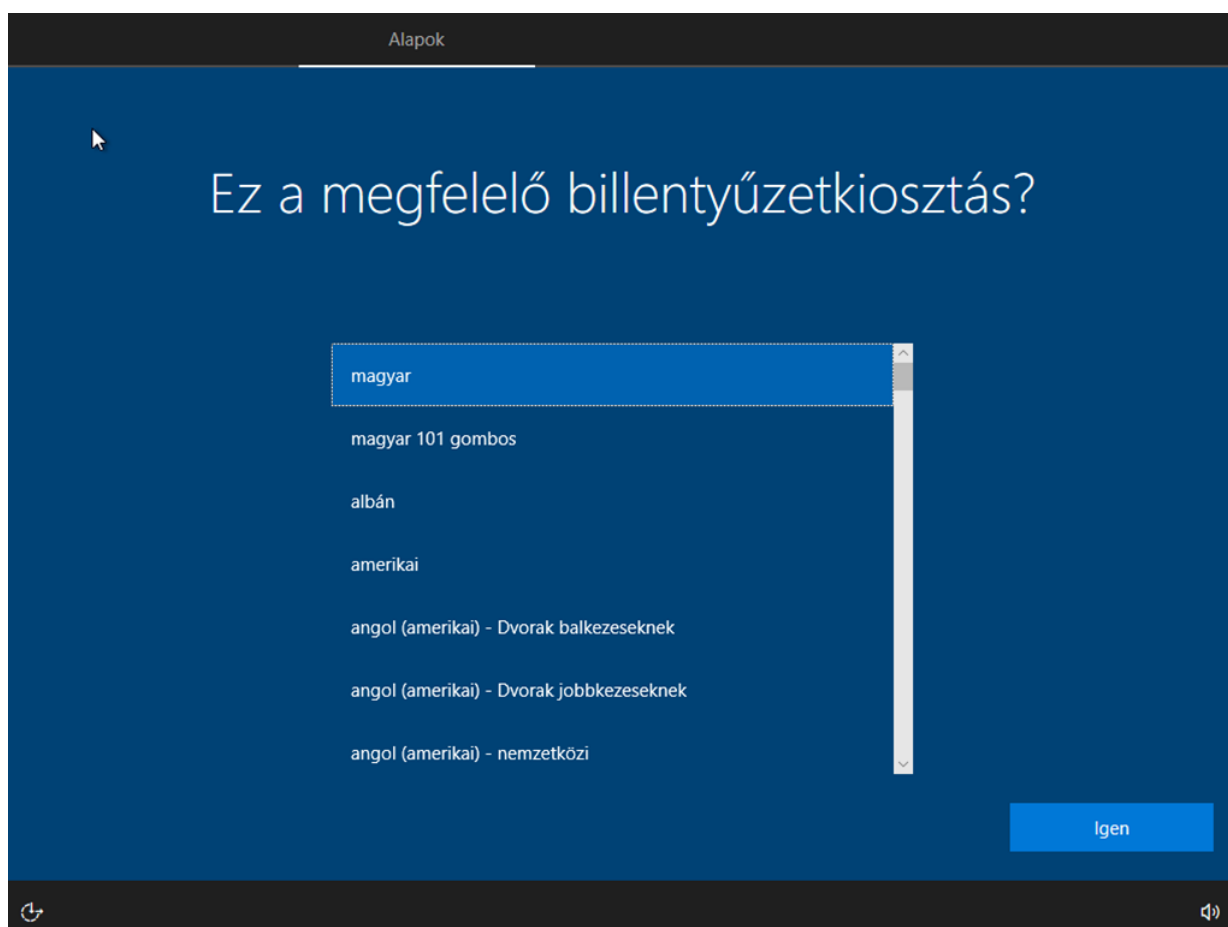 Alapok
Ez a megfelelő billentyűzetkiosztás?
magyar
magyar 101 gombos
albán
amerikai
angol (amerikai) - Dvorak balkezeseknek
angol (amerikai) - Dvorak jobbkezeseknek
angol (amerikai) - nemzetközi
Igen